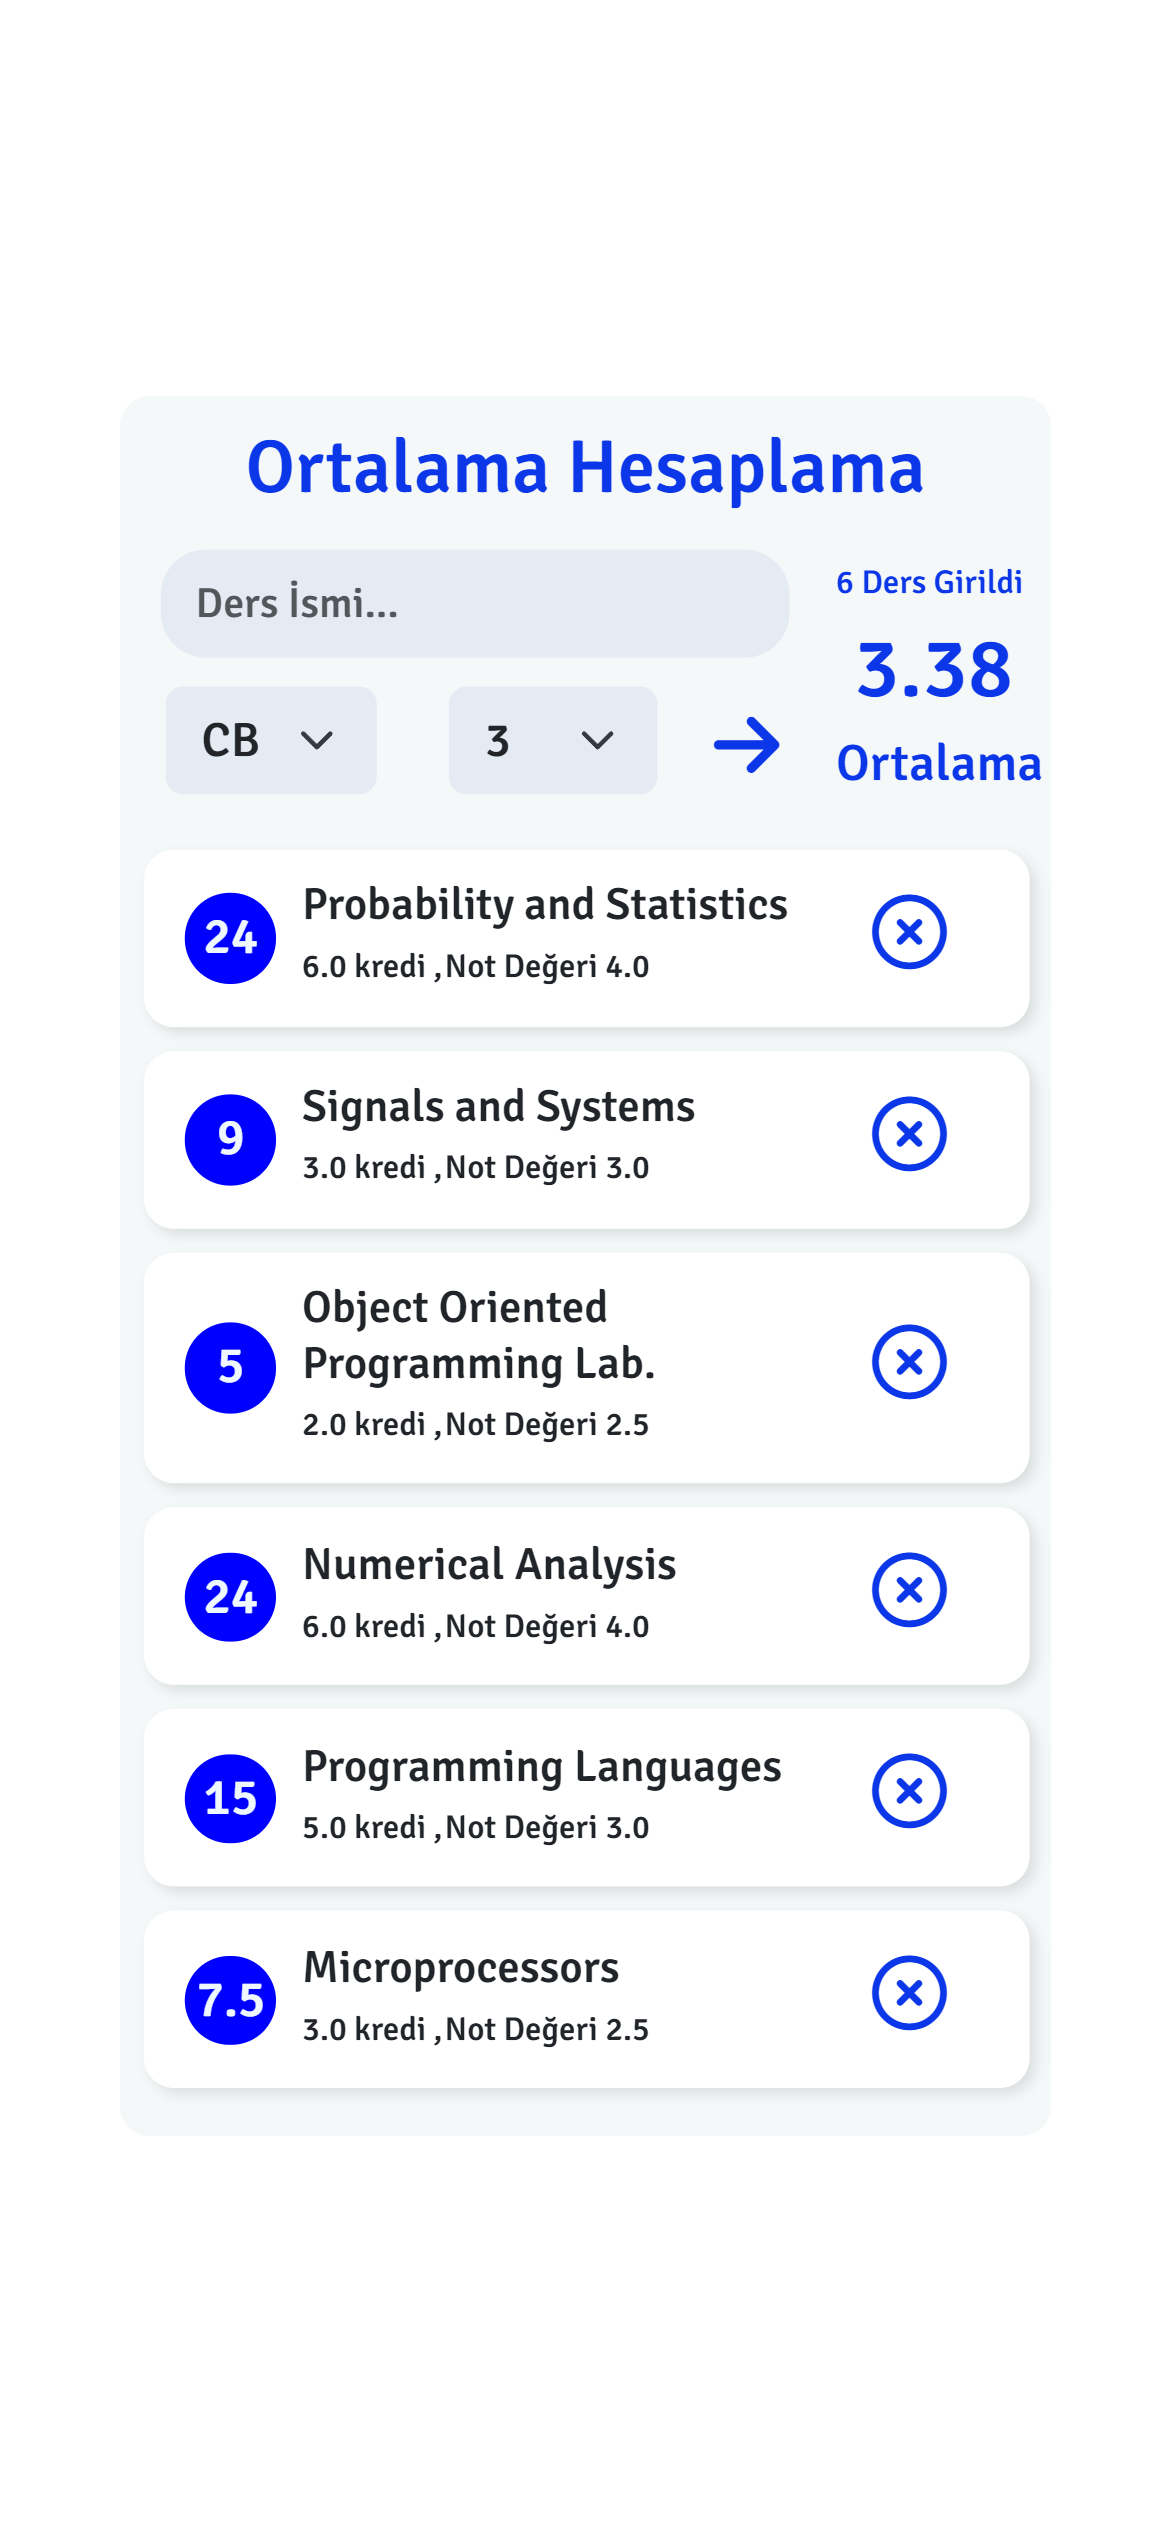 Ortalama Hesaplama
Ders İsmi...
6 Ders Girildi
3.38
CB
3
Ortalama
24
Probability and Statistics
6.0 kredi ,Not Değeri 4.0
9
Signals and Systems
3.0 kredi ,Not Değeri 3.0
5
Object Oriented
Programming Lab.
2.0 kredi ,Not Değeri 2.5
24
Numerical Analysis
6.0 kredi ,Not Değeri 4.0
15
Programming Languages
5.0 kredi ,Not Değeri 3.0
7.5
Microprocessors
3.0 kredi ,Not Değeri 2.5